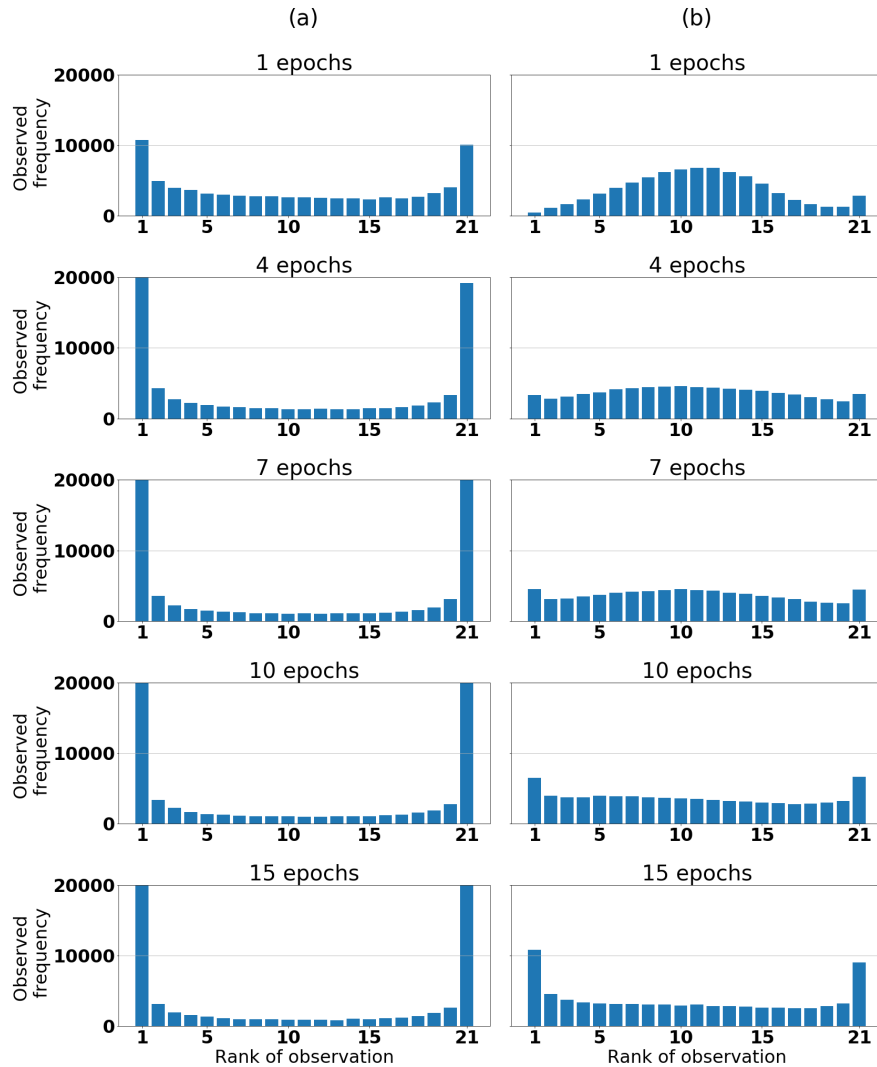 (a) (b)
1 epochs 1 epochs
20000
10000
0
Observed
frequency
1 5 10 15 21 1 5 10 15 21
4 epochs 4 epochs
20000
10000
0
Observed
frequency
1 5 10 15 21 1 5 10 15 21
7 epochs 7 epochs
20000
10000
0
Observed
frequency
1 5 10 15 21 1 5 10 15 21
10 epochs 10 epochs
20000
10000
0
Observed
frequency
1 5 10 15 21 1 5 10 15 21
15 epochs 15 epochs
20000
10000
0
Observed
frequency
1 5 10 15 21 1 5 10 15 21
Rank of observation Rank of observation